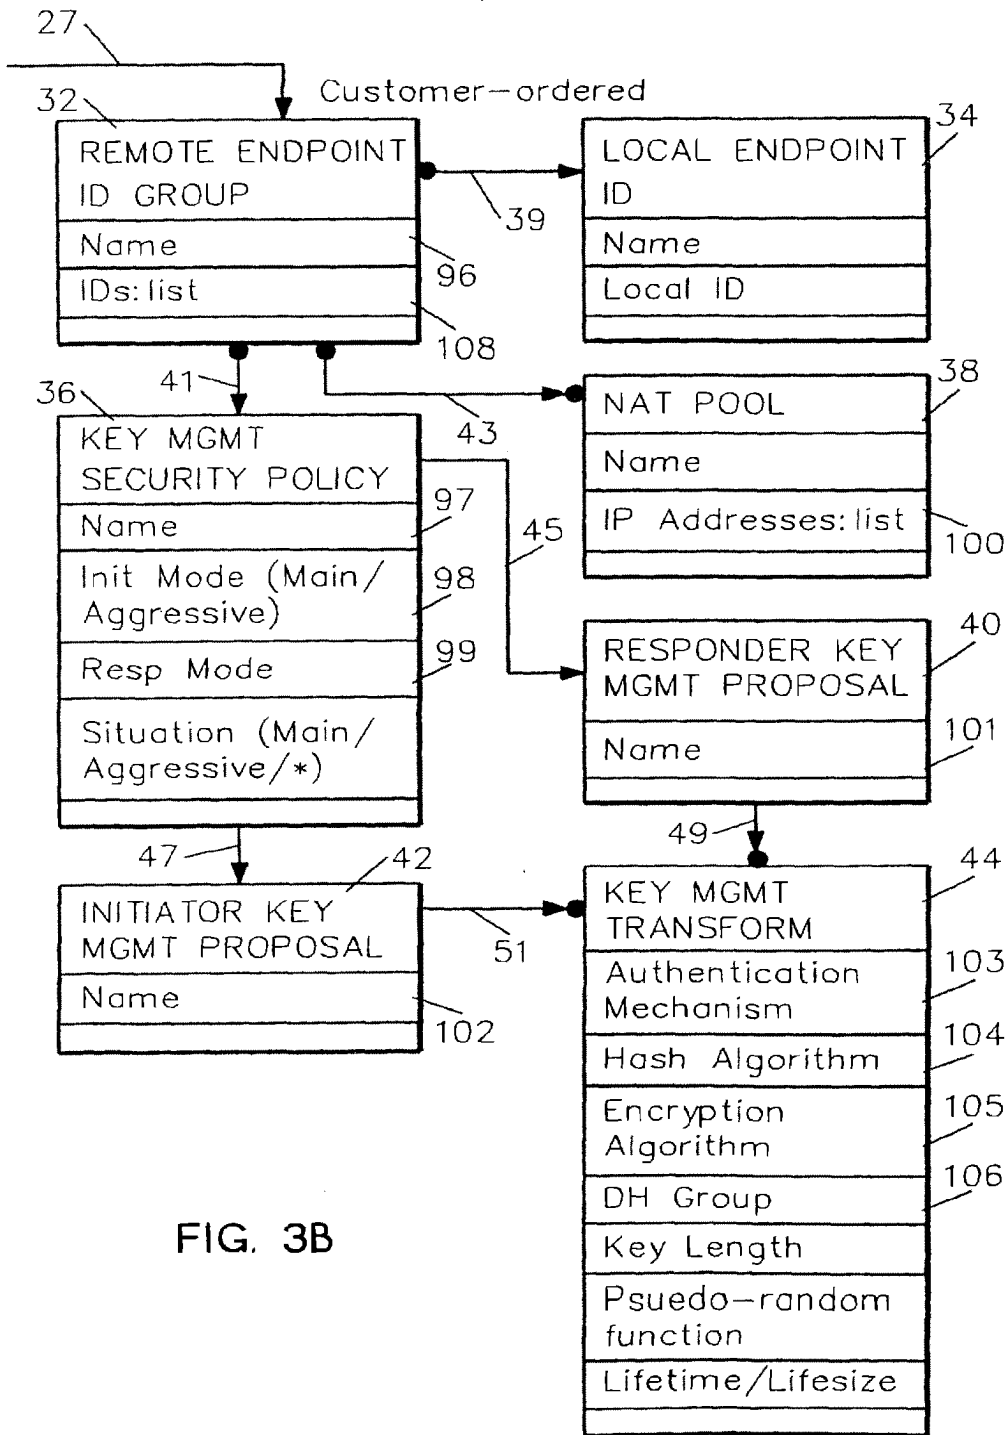 27
Customer-ordered
32
REMOTE ENDPOINT
ID GROUP
Name
96
IDs:list
108
39
34
LOCAL ENDPOINT
ID
Name
Local ID
41
43
38
NAT POOL
Name
IP Addresses:list
100
36
KEY MGMT
SECURITY POLICY
Name
97
Init Mode (Main/
Aggressive)
98
Resp Mode
99
Situation (Main/
Aggressive/*)
45
40
RESPONDER KEY
MGMT PROPOSAL
Name
101
47
49
42
INITIATOR KEY
MGMT PROPOSAL
Name
102
51
44
KEY MGMT
TRANSFORM
Authentication
Mechanism
103
Hash Algorithm
104
Encryption
Algorithm
105
DH Group
106
Key Length
Psuedo-random
function
Lifetime/Lifesize
FIG. 3B